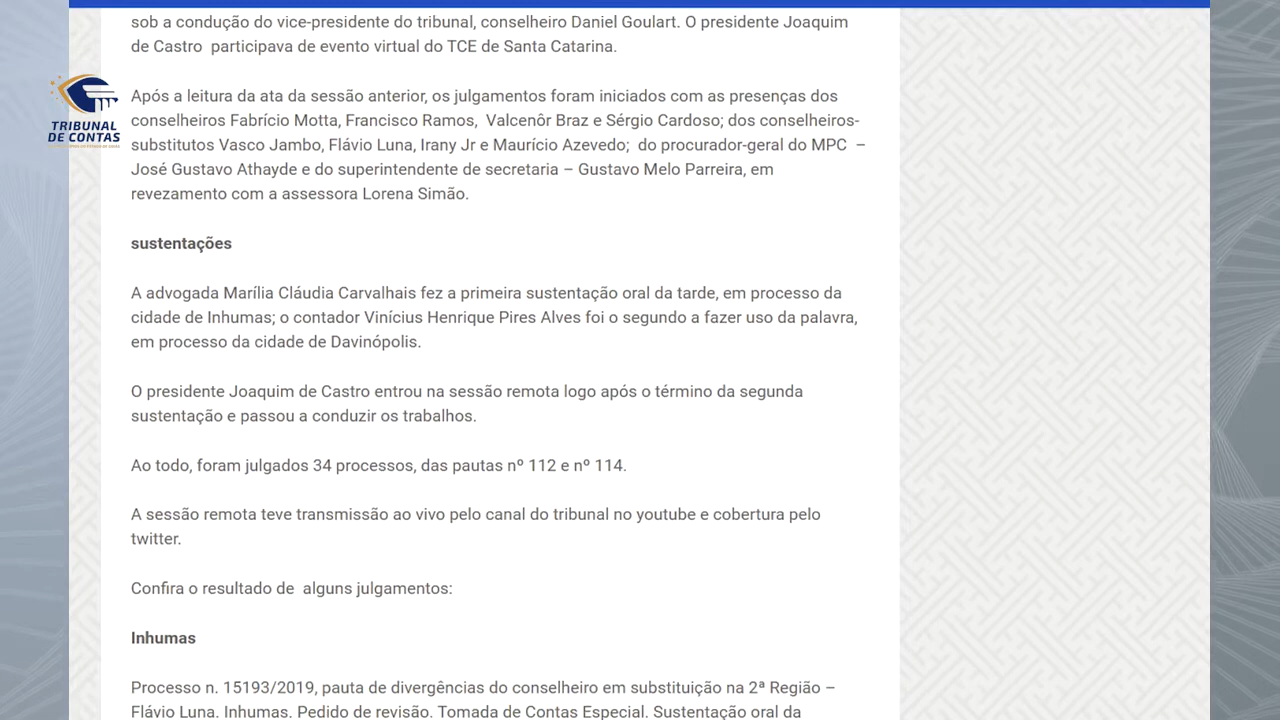 sob a condução do vice-presidente do tribunal, conselheiro Daniel Goulart. O presidente Joaquim
de Castro  participava de evento virtual do TCE de Santa Catarina.
TRIBUNAL
DE CONTAS
Após a leitura da ata da sessão anterior, os julgamentos foram iniciados com as presenças dos
conselheiros Fabrício Motta, Francisco Ramos,  Valcenôr Braz e Sérgio Cardoso; dos conselheiros-
substitutos Vasco Jambo, Flávio Luna, Irany Jr e Maurício Azevedo;  do procurador-geral do MPC  –
José Gustavo Athayde e do superintendente de secretaria – Gustavo Melo Parreira, em
revezamento com a assessora Lorena Simão.
sustentações
A advogada Marília Cláudia Carvalhais fez a primeira sustentação oral da tarde, em processo da
cidade de Inhumas; o contador Vinícius Henrique Pires Alves foi o segundo a fazer uso da palavra,
em processo da cidade de Davinópolis.
O presidente Joaquim de Castro entrou na sessão remota logo após o término da segunda
sustentação e passou a conduzir os trabalhos.
Ao todo, foram julgados 34 processos, das pautas nº 112 e nº 114.
A sessão remota teve transmissão ao vivo pelo canal do tribunal no youtube e cobertura pelo
twitter.
Confira o resultado de  alguns julgamentos:
Inhumas
Processo n. 15193/2019, pauta de divergências do conselheiro em substituição na 2ª Região –
Flávio Luna. Inhumas. Pedido de revisão. Tomada de Contas Especial. Sustentação oral da